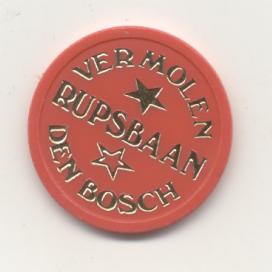 VERMOLEN
RUPSBAAN
DEN BOSCH